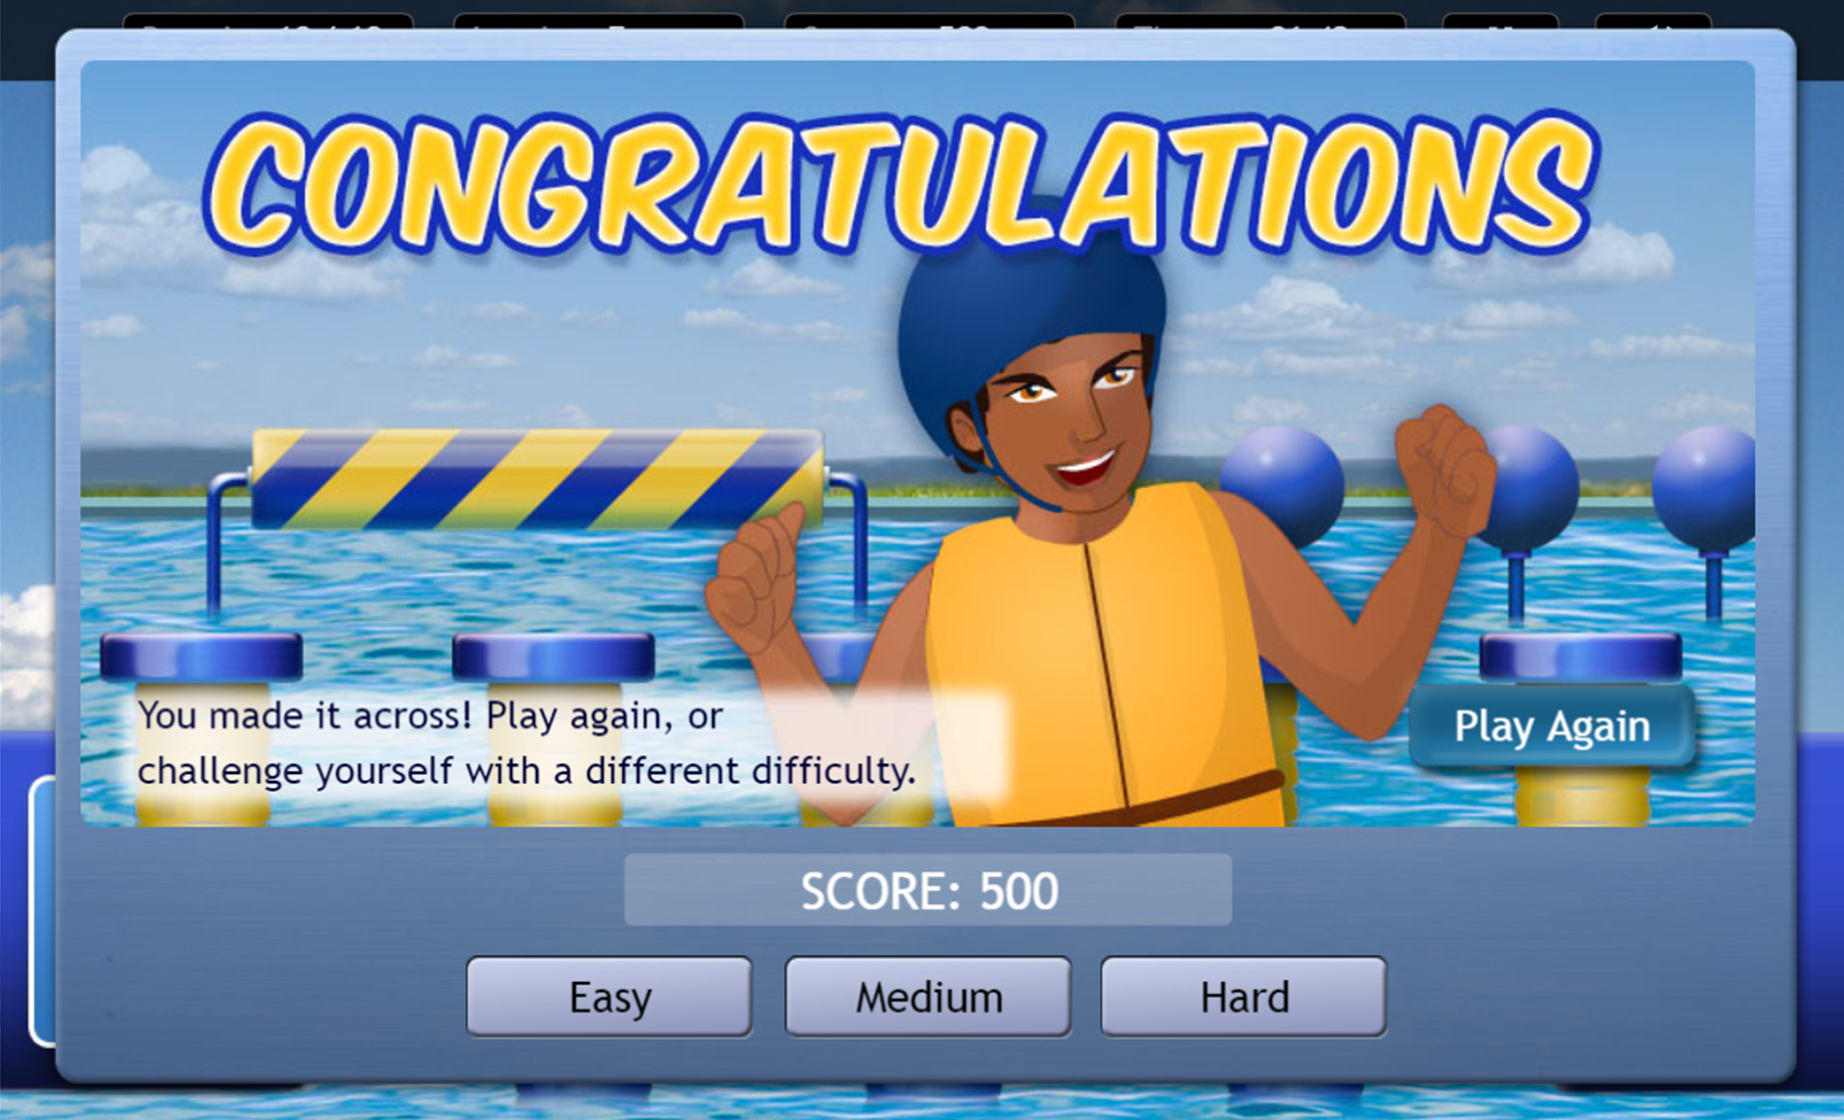 CONGRATULATIONS
You made it across! Play again, or
challenge yourself with a different difficulty.
Play Again
SCORE: 500
Easy
Medium
Hard